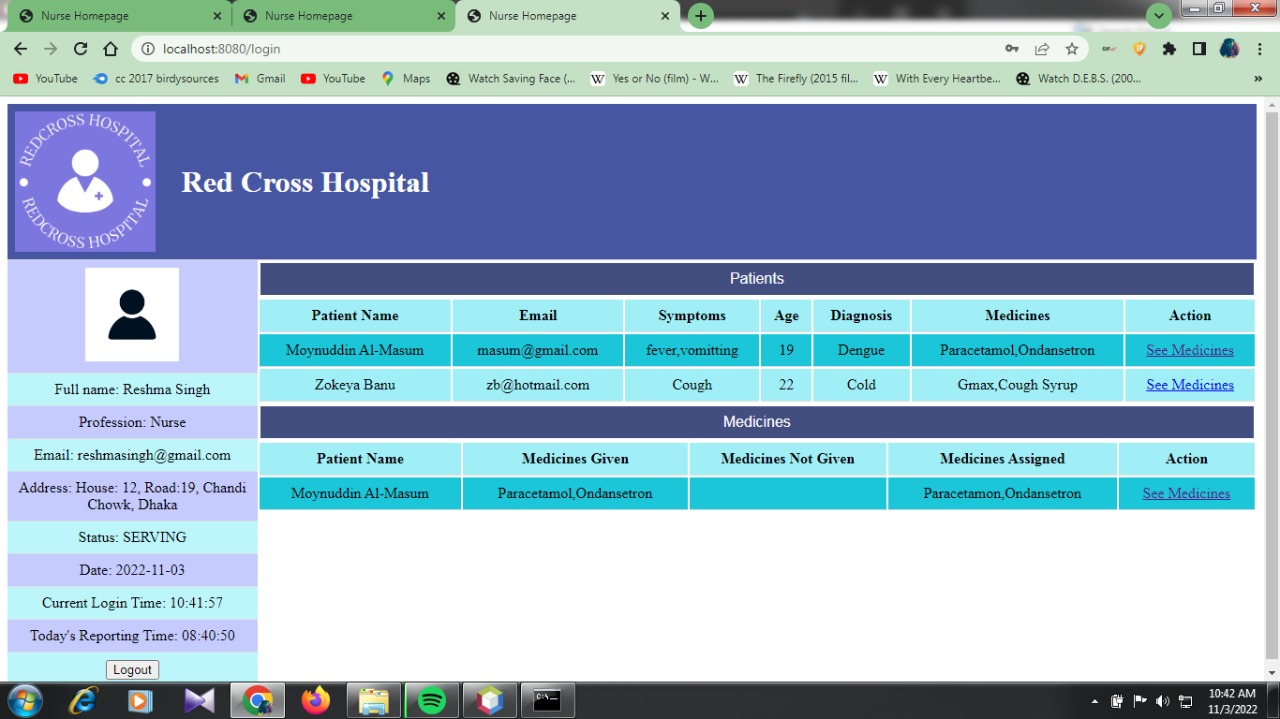 Nurse Homepage Nurse Homepage Nurse Homepage
localhost:8080/login
YouTube cc 2017 birdysources Gmail YouTube Maps Watch Saving Face (... Yes or No (film) - W... The Firefly (2015 fil... With Every Heartbe... Watch D.E.B.S. (200... »
REDCROSS HOSPITAL
REDCROSS HOSPITAL
Red Cross Hospital
Full name: Reshma Singh
Profession: Nurse
Email: reshmasingh@gmail.com
Address: House: 12, Road:19, Chandi
Chowk, Dhaka
Status: SERVING
Date: 2022-11-03
Current Login Time: 10:41:57
Today's Reporting Time: 08:40:50
Logout
Patients
Patient Name Email Symptoms Age Diagnosis Medicines Action
Moynuddin Al-Masum masum@gmail.com fever,vomitting 19 Dengue Paracetamol,Ondansetron See Medicines
Zokeya Banu zb@hotmail.com Cough 22 Cold Gmax,Cough Syrup See Medicines
Medicines
Patient Name Medicines Given Medicines Not Given Medicines Assigned Action
Moynuddin Al-Masum Paracetamol,Ondansetron Paracetamon,Ondansetron See Medicines
10:42 AM
11/3/2022